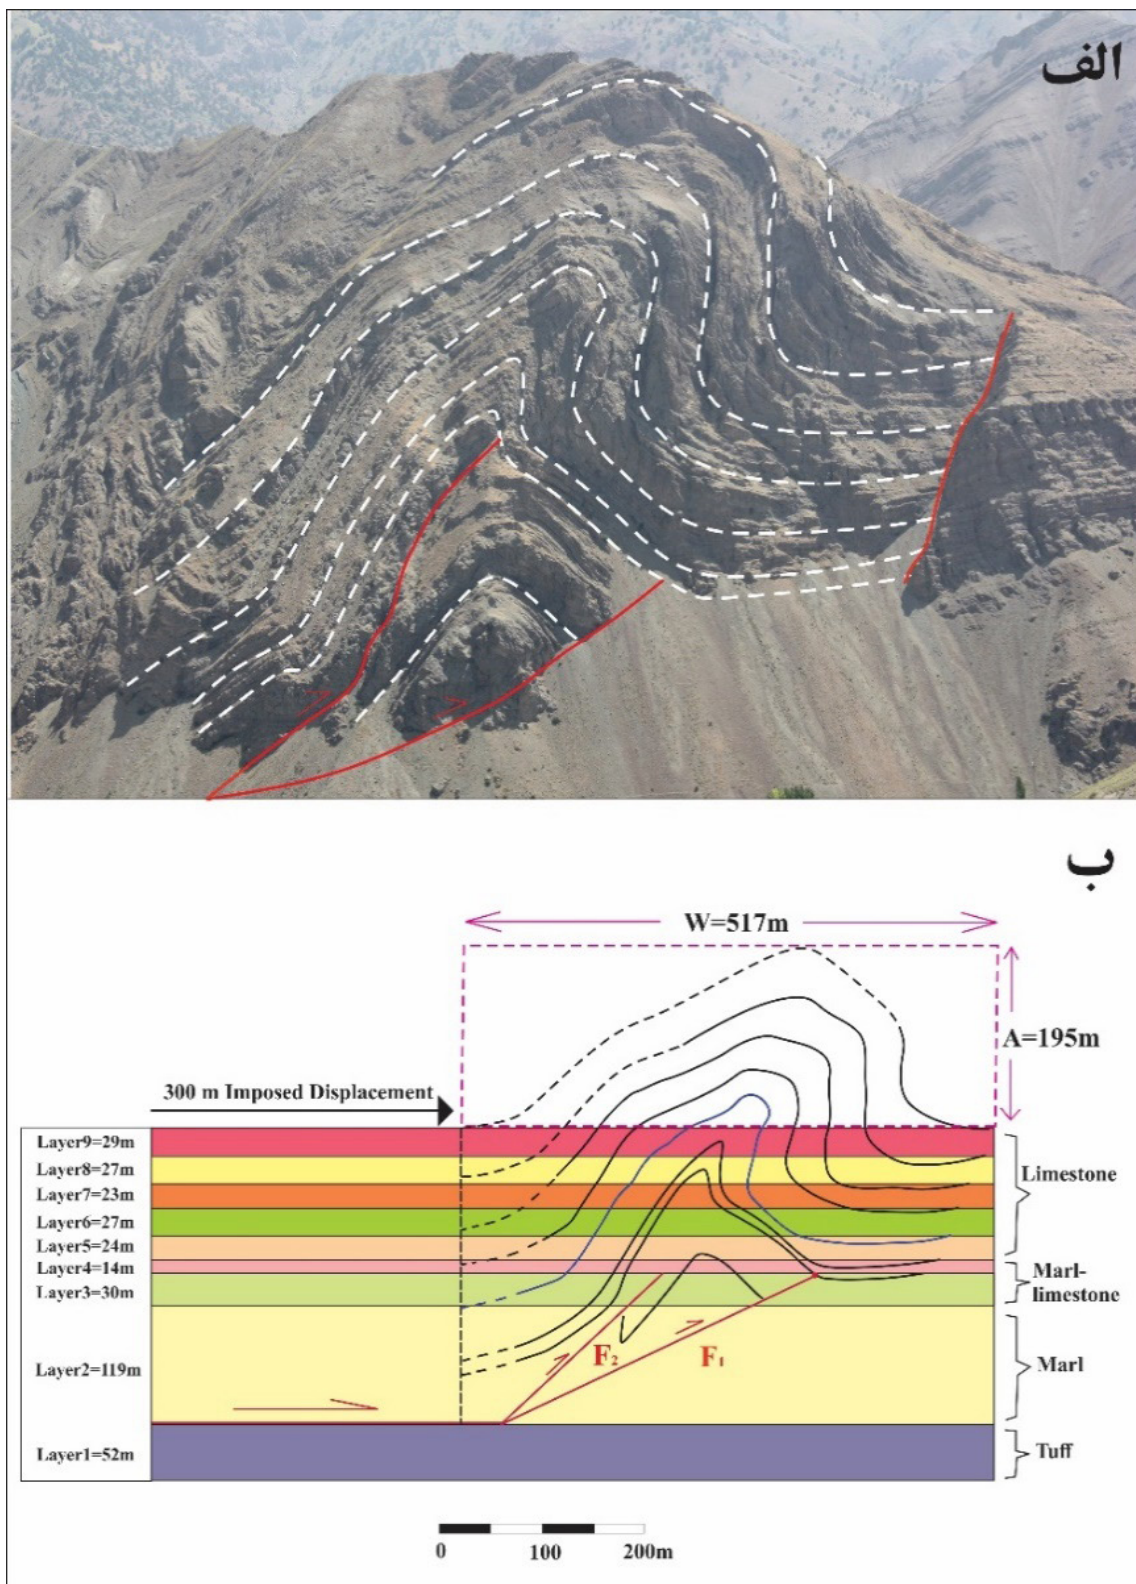 الف
ب
W=517m
A=195m
300 m Imposed Displacement
Layer9=29m
Layer8=27m
Layer7=23m
Layer6=27m
Layer5=24m
Layer4=14m
Layer3=30m
Layer2=119m
Layer1=52m
Limestone
Marl-
limestone
Marl
Tuff
F2
F1
0 100 200m